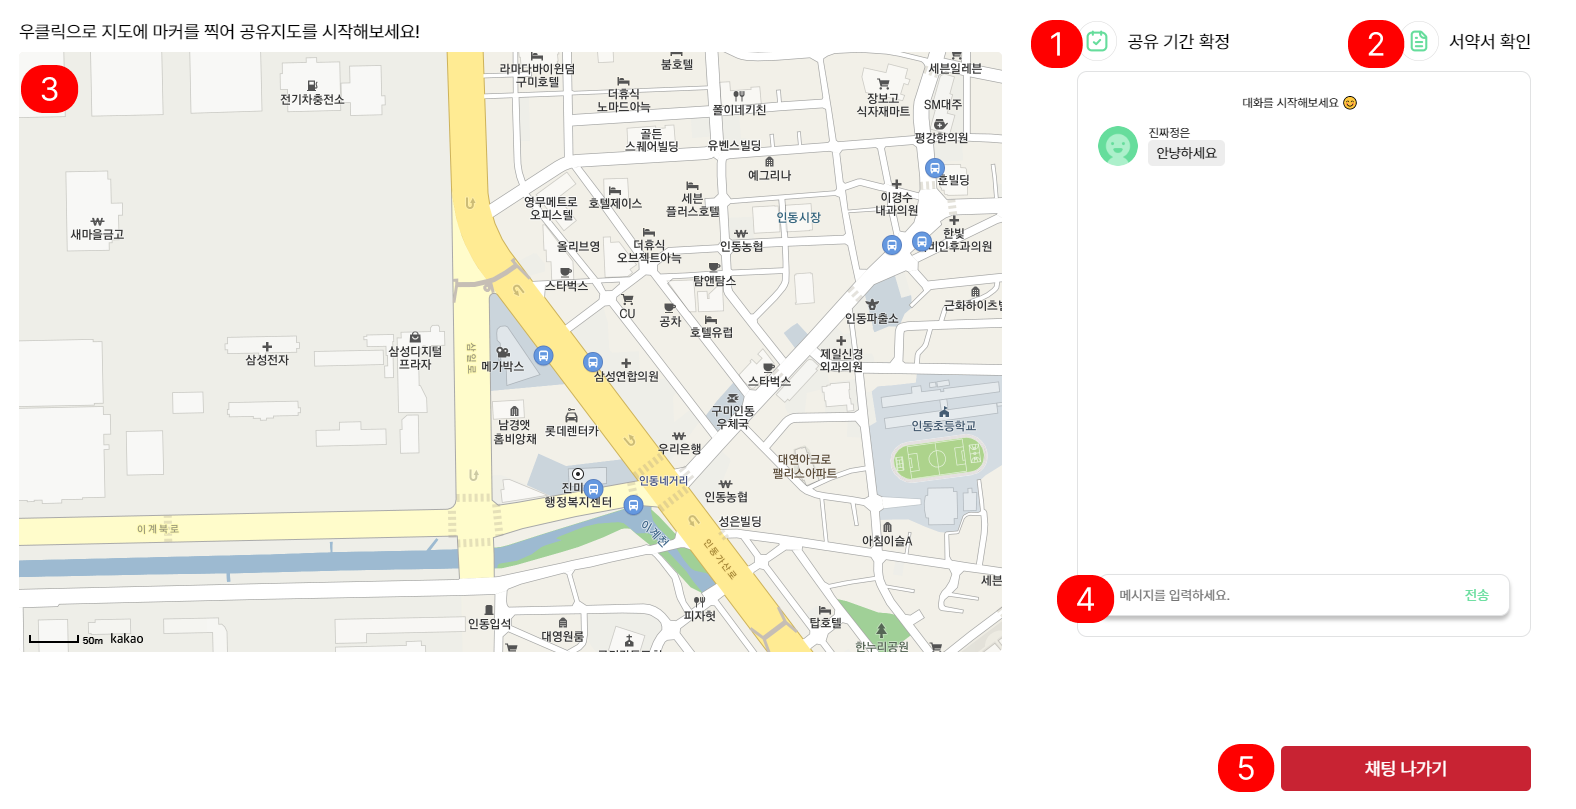 우클릭으로 지도에 마커를 찍어 공유지도를 시작해보세요!
1
공유 기간 확정
2
서약서 확인
3
라마다바이윈덤
구미호텔
붐호텔
세븐일레븐
전기차충전소
더휴식
노마드아늑
폴이네키친
장보고
식자재마트
SM대주
평강한의원
골든
스퀘어빌딩
유벤스빌딩
예그리나
훈빌딩
영무메트로
오피스텔
호텔제이스
세븐
플러스호텔
인동시장
이경수
내과의원
새마을금고
올리브영
더휴식
오브젝트아늑
인동농협
한빛
이비인후과의원
스타벅스
탐앤탐스
CU
공차
호텔유럽
인동파출소
근화하이츠빌
삼성전자
삼성디지털
프라자
삼일로
메가박스
삼성연합의원
스타벅스
제일신경
외과의원
구미인동
우체국
남경앳
홈비앙채
롯데렌터카
우리은행
인동초등학교
대연아크로
팰리스아파트
진미
행정복지센터
인동네거리
인동농협
성은빌딩
이계북로
이계천
인동가산로
아침이슬A
세븐
인동입석
대영원룸
피자헛
탑호텔
한누리공원
50m
kakao
대화를 시작해보세요 😊
진짜정은
안냥하세요
4
메시지를 입력하세요.
전송
5
채팅 나가기